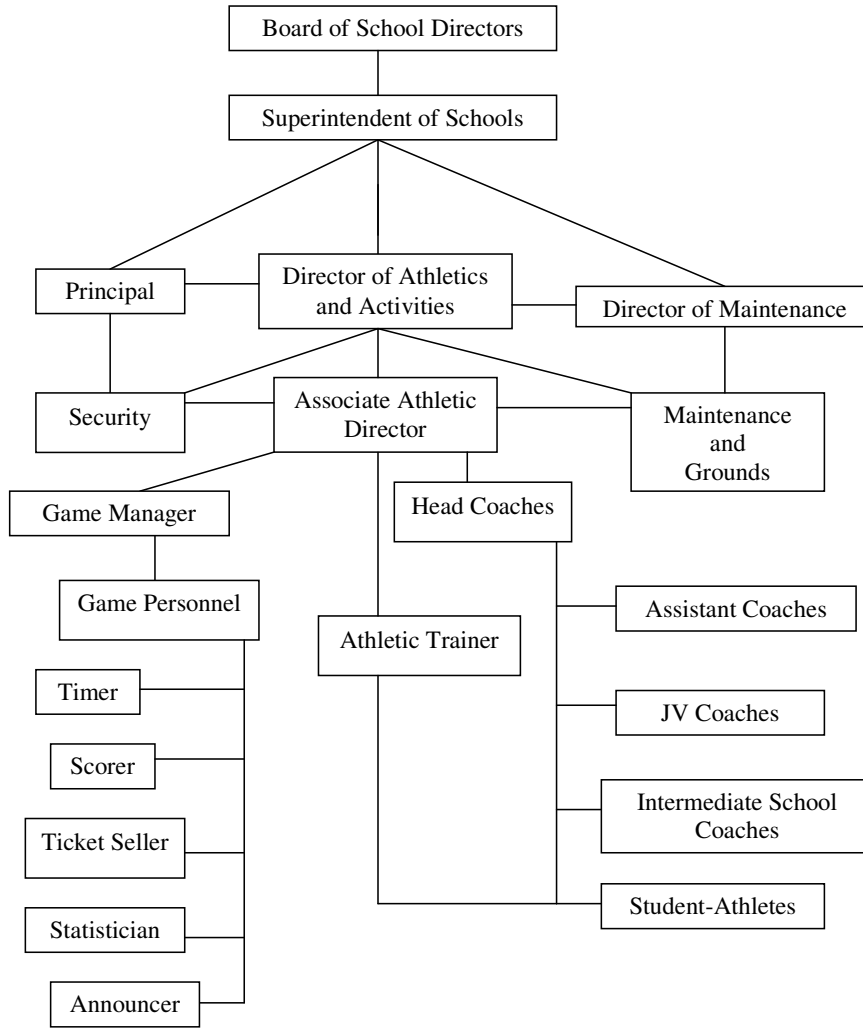 Board of School Directors
Superintendent of Schools
Principal
Director of Athletics
and Activities
Director of Maintenance
Security
Associate Athletic
Director
Maintenance
and
Grounds
Game Manager
Head Coaches
Game Personnel
Assistant Coaches
Athletic Trainer
Timer
JV Coaches
Scorer
Intermediate School
Coaches
Ticket Seller
Student-Athletes
Statistician
Announcer